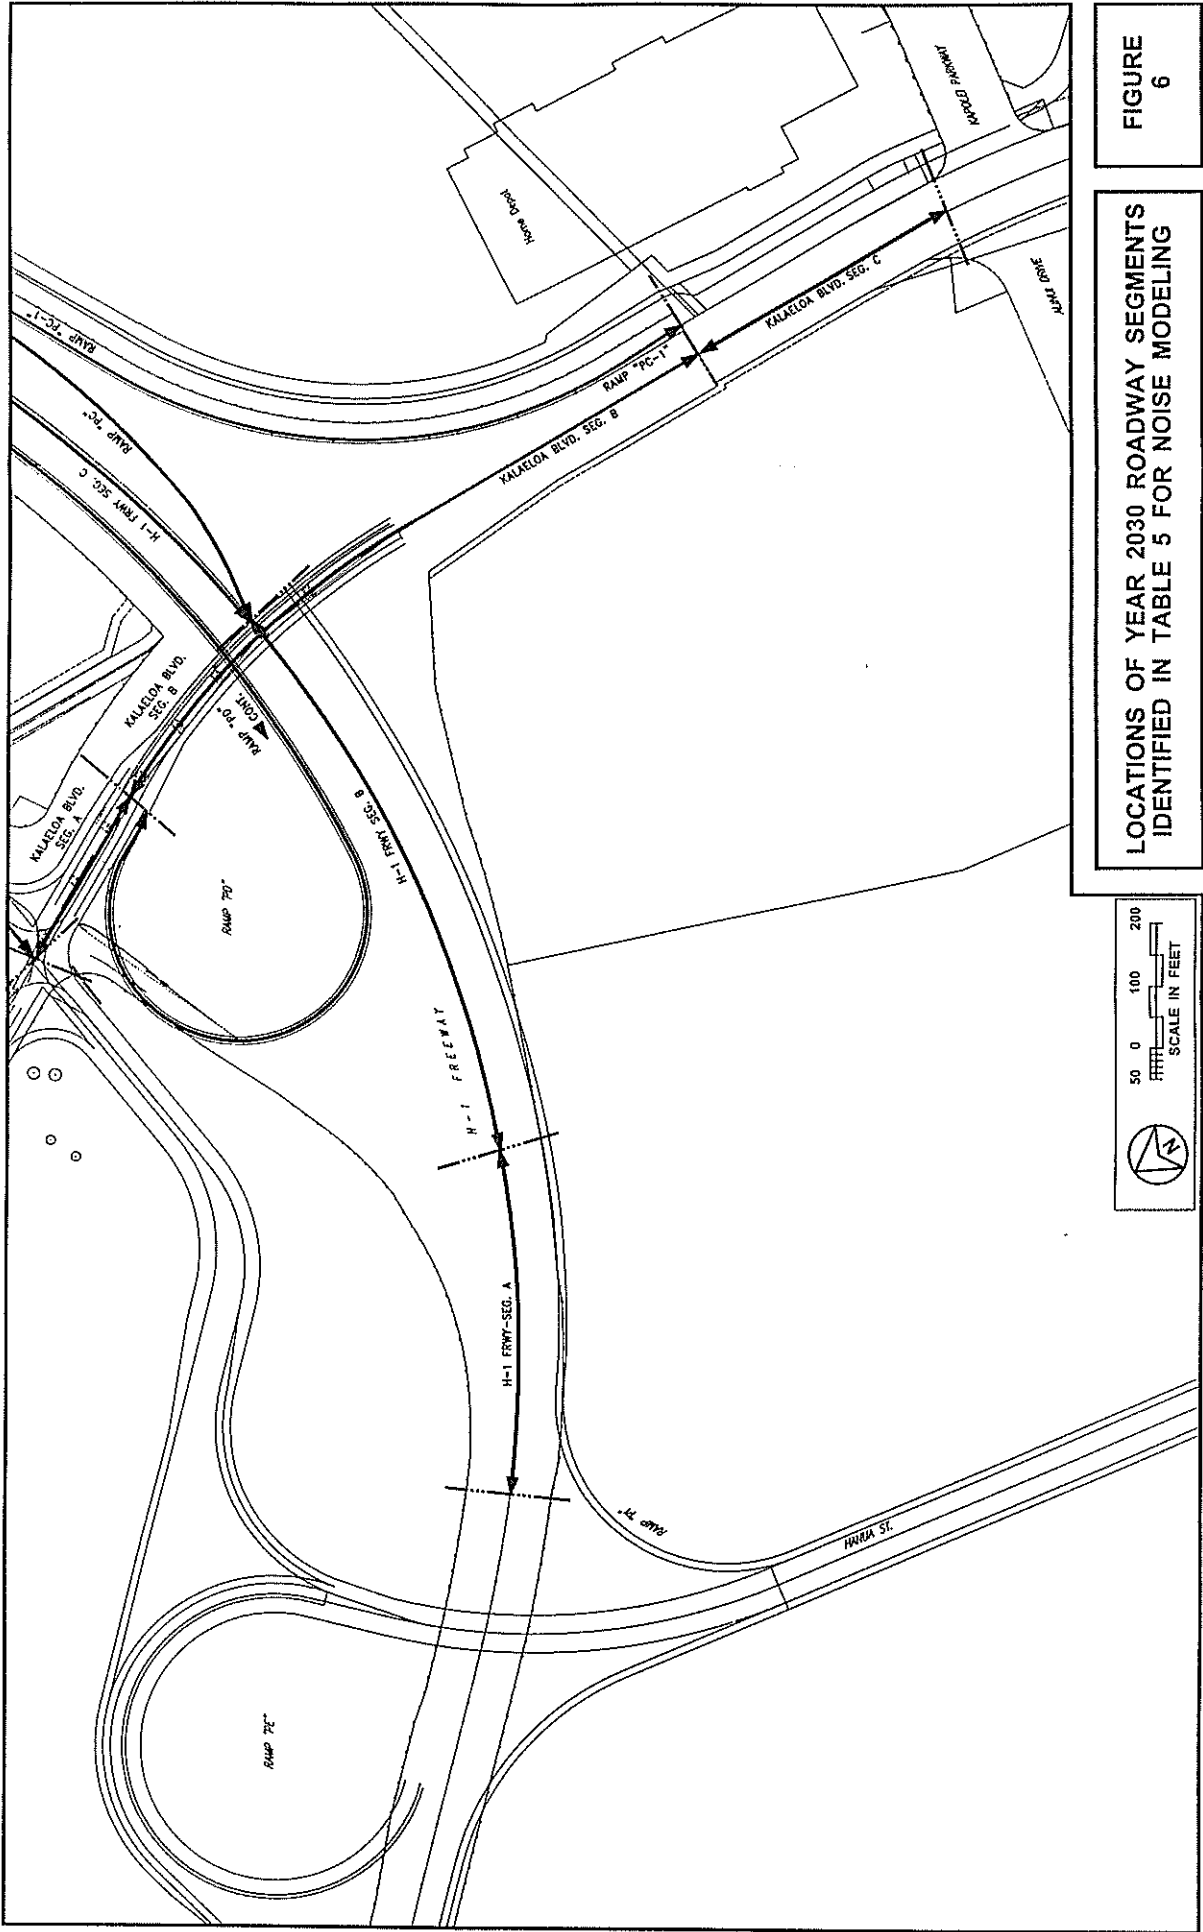 RAMP "PC-1"
RAMP "PC"
H-1 FRWY SEG. C
Home Depot
KAPOLEI PARKWAY
KALAELOA BLVD. SEG. C
RAMP "PC-1"
KALAELOA BLVD. SEG. B
KALAELOA BLVD.
SEG. B
RAMP "PD"
CONT.
KALAELOA BLVD.
SEG. A
RAMP "PD"
H-1 FRWY SEG. B
H-1 FREEWAY
H-1 FRWY-SEG. A
HANUA ST.
RAMP "PE"
RAMP
DRIVE
50 0 100 200
SCALE IN FEET
N
LOCATIONS OF YEAR 2030 ROADWAY SEGMENTS
IDENTIFIED IN TABLE 5 FOR NOISE MODELING
FIGURE
6